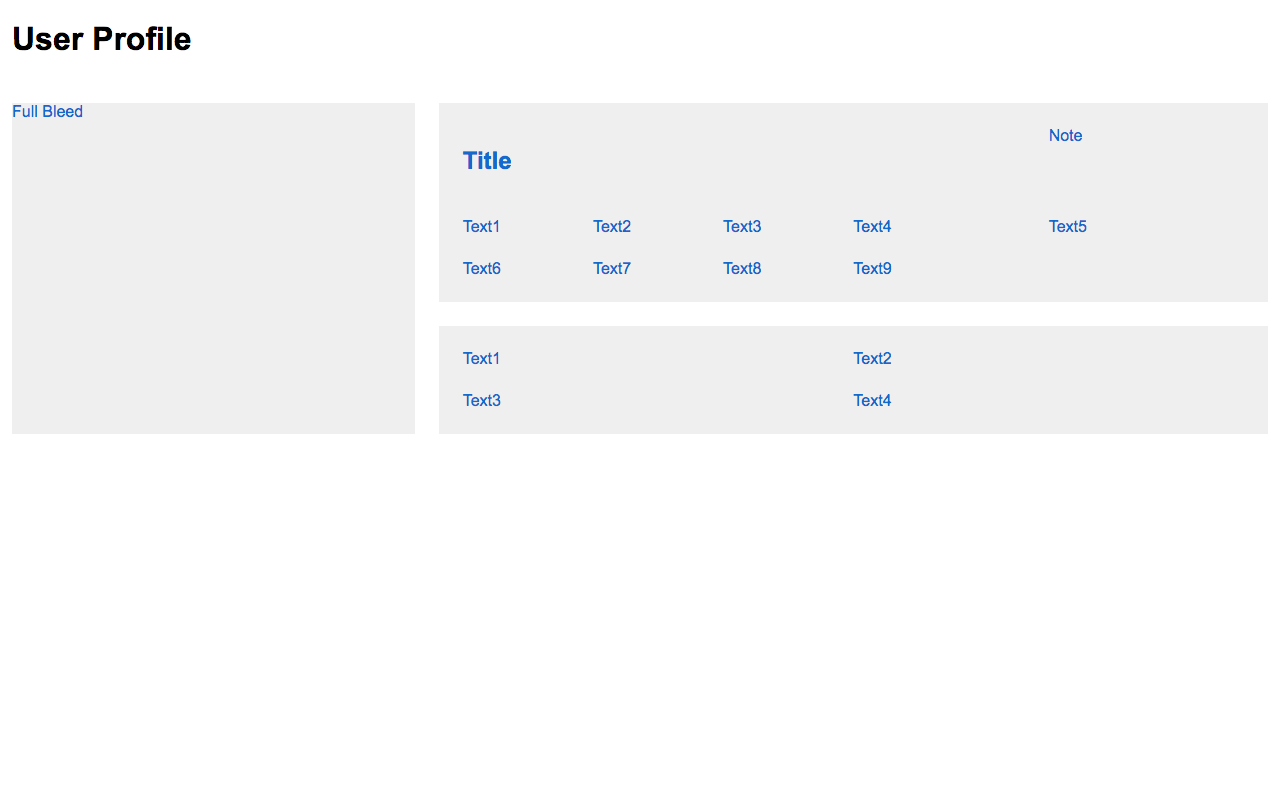 User Profile
Full Bleed
Title
Note
Text1 Text2 Text3 Text4 Text5
Text6 Text7 Text8 Text9
Text1 Text2
Text3 Text4